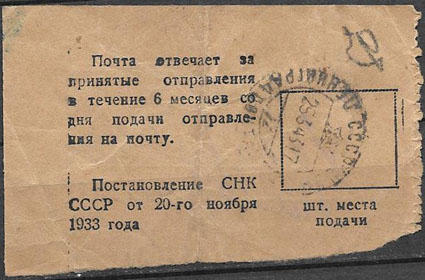 Почта отвечает за
принятые отправления
в течение 6 месяцев со
дня подачи отправле-
ния на почту.
Постановление СНК
СССР от 20-го ноября
1933 года
шт. места
подачи